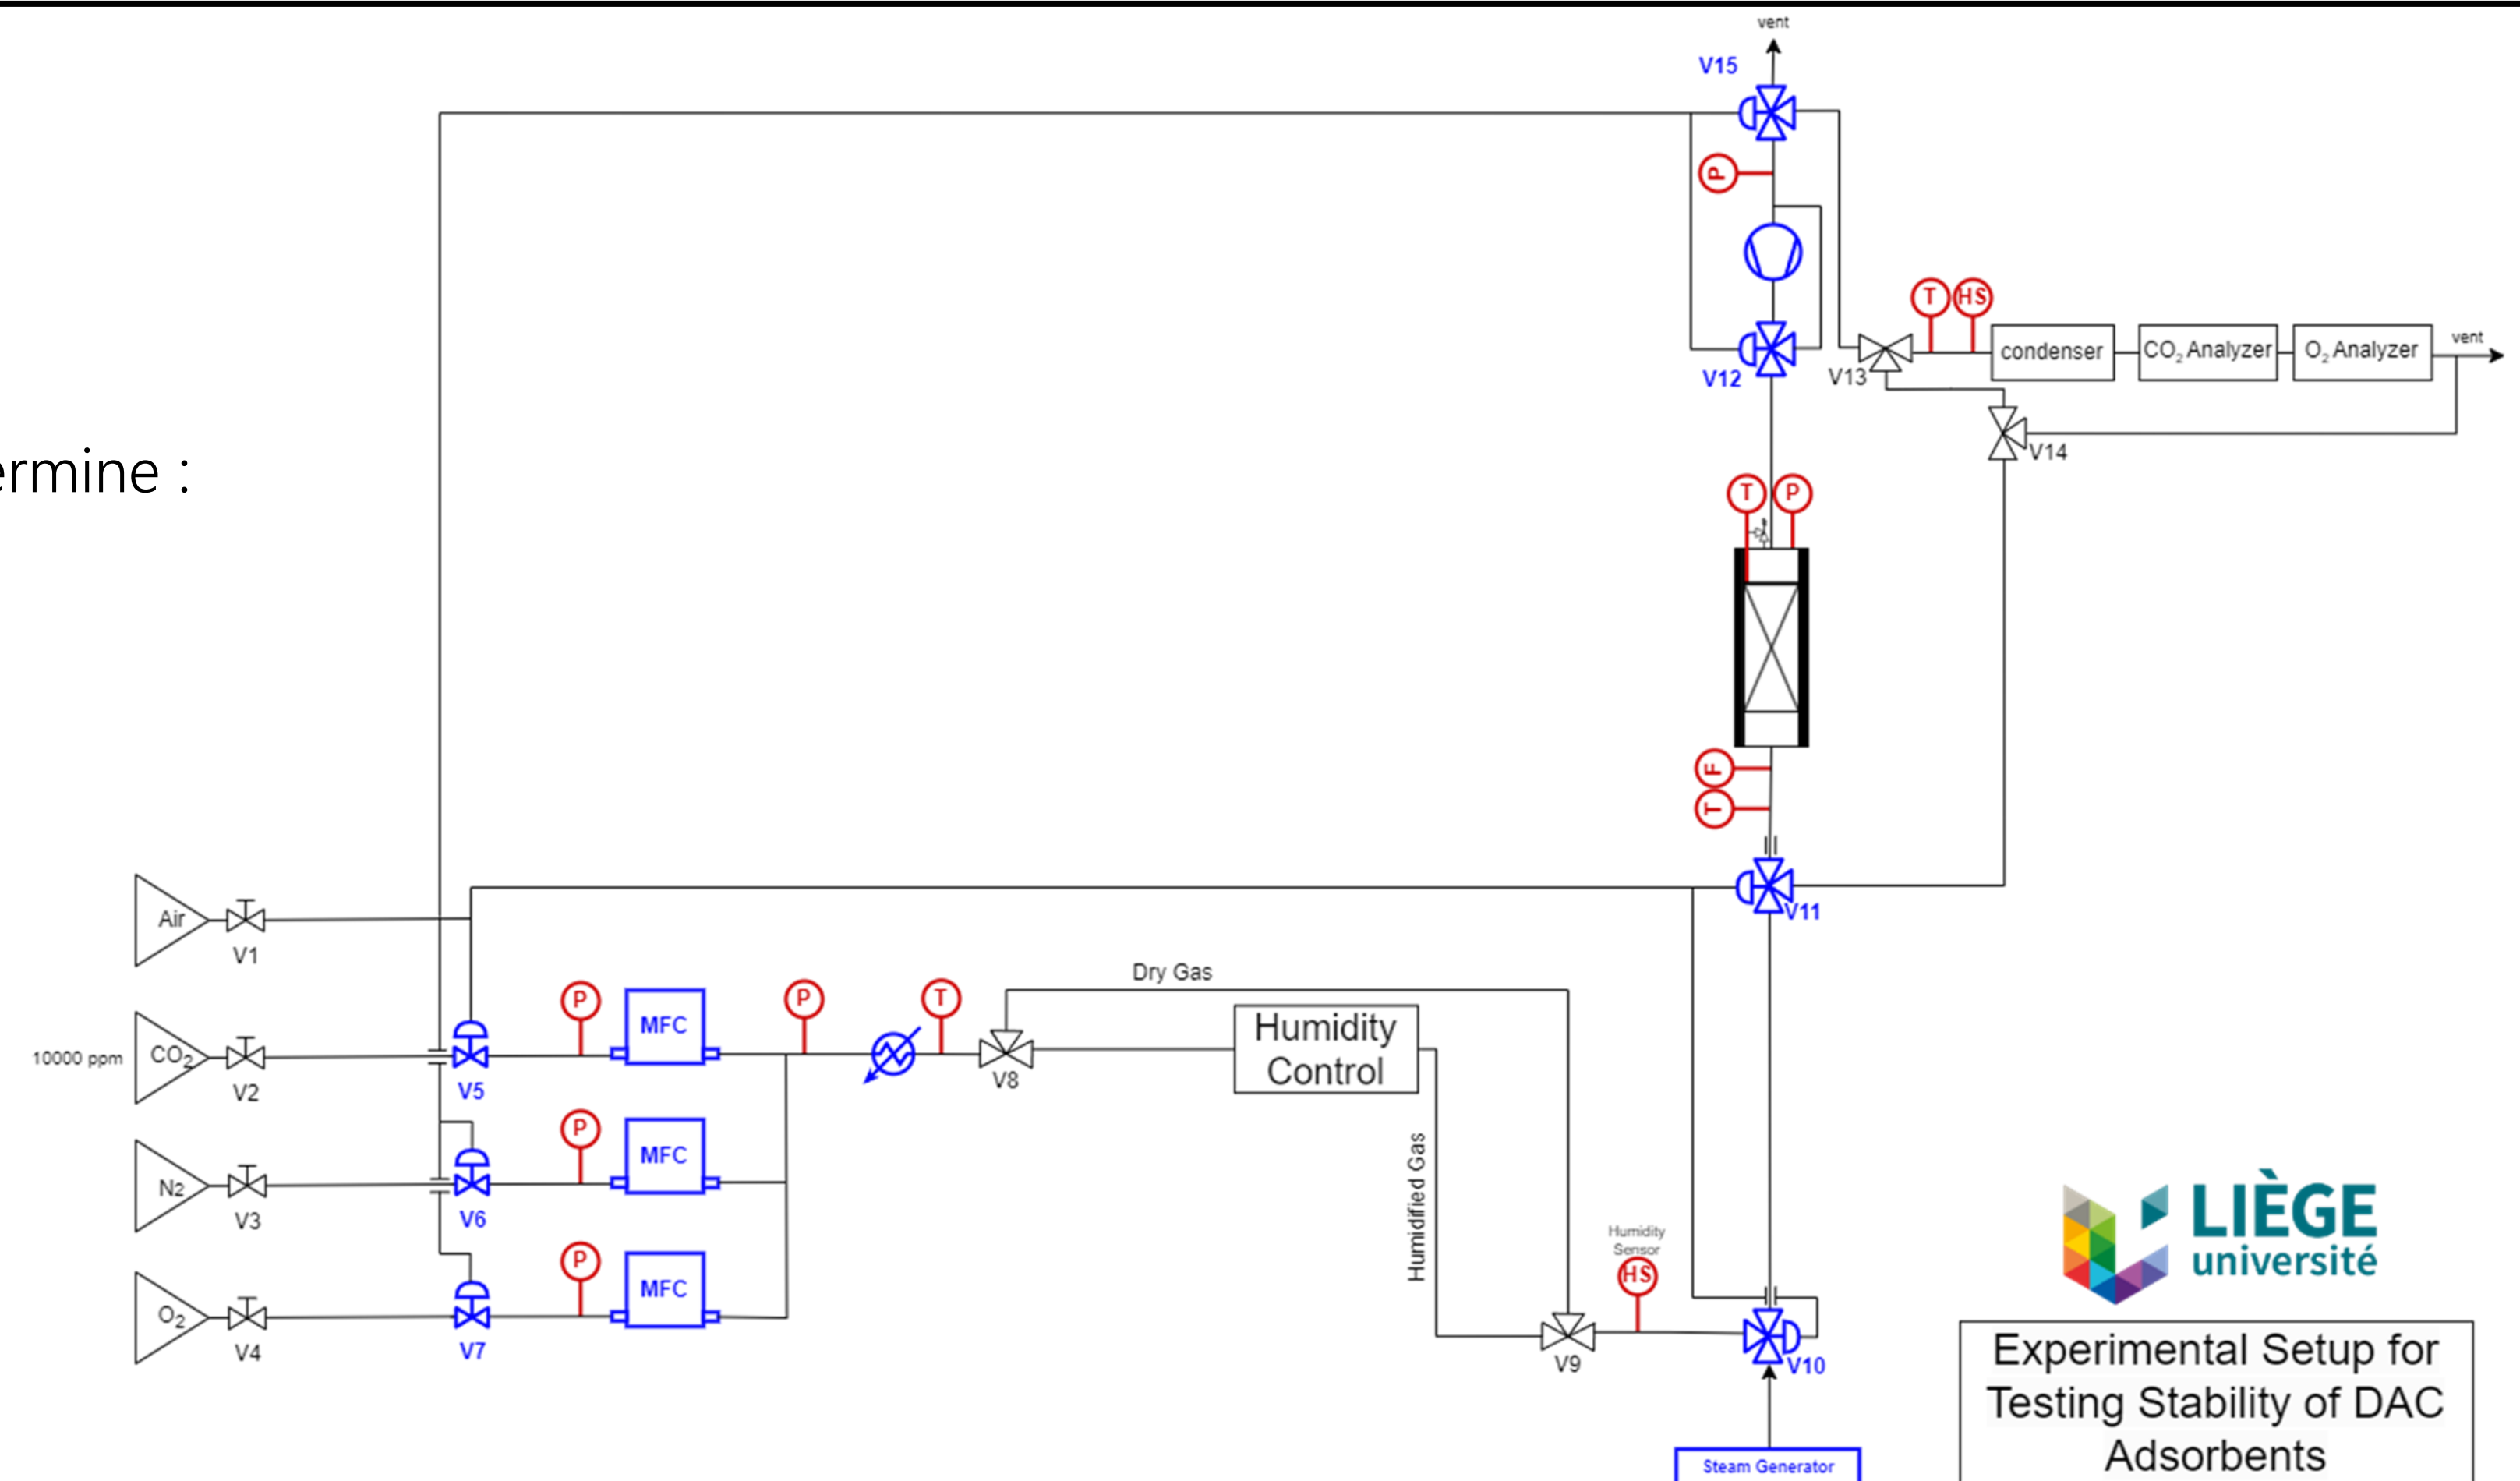 vent
V15
P
T HS
vent
condenser
CO2 Analyzer
O2 Analyzer
V12
V13
V14
ermine :
T P
F
T
Air
V1
V11
Dry Gas
P
MFC
P
T
10000 ppm
CO2
V2
V5
V8
Humidity
Control
P
MFC
N2
V3
V6
Humidified Gas
LIÈGE
université
Humidity
Sensor
HS
P
MFC
O2
V4
V7
V9
V10
Experimental Setup for
Testing Stability of DAC
Adsorbents
Steam Generator